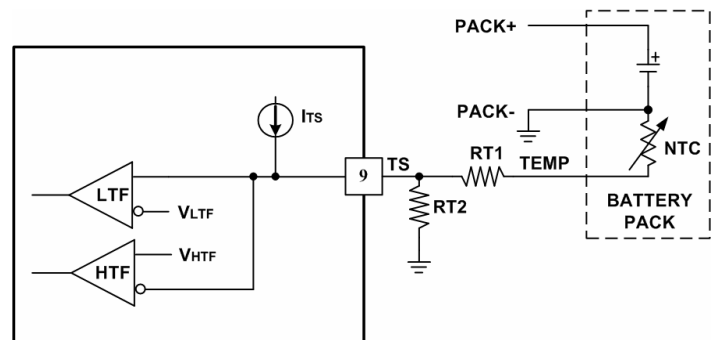 PACK+
ITS
PACK-
TS
RT1
TEMP
NTC
9
LTF
RT2
BATTERY
PACK
VLTF
VHTF
HTF
+